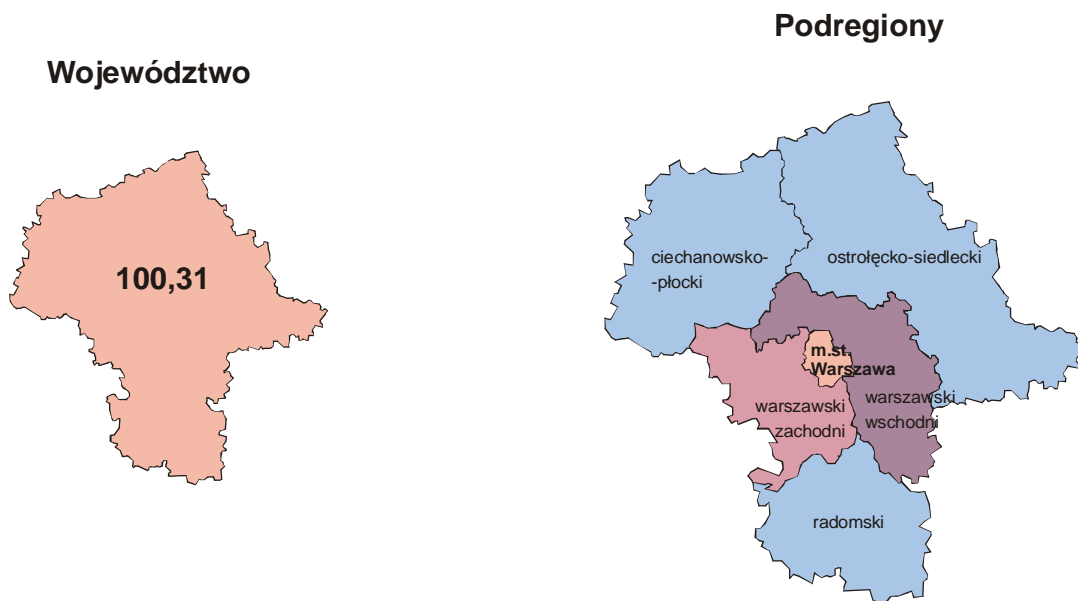 Podregiony
Województwo
100,31
ciechanowsko-
-płocki
ostrołęcko-siedlecki
m.st.
Warszawa
warszawski
zachodni
warszawski
wschodni
radomski